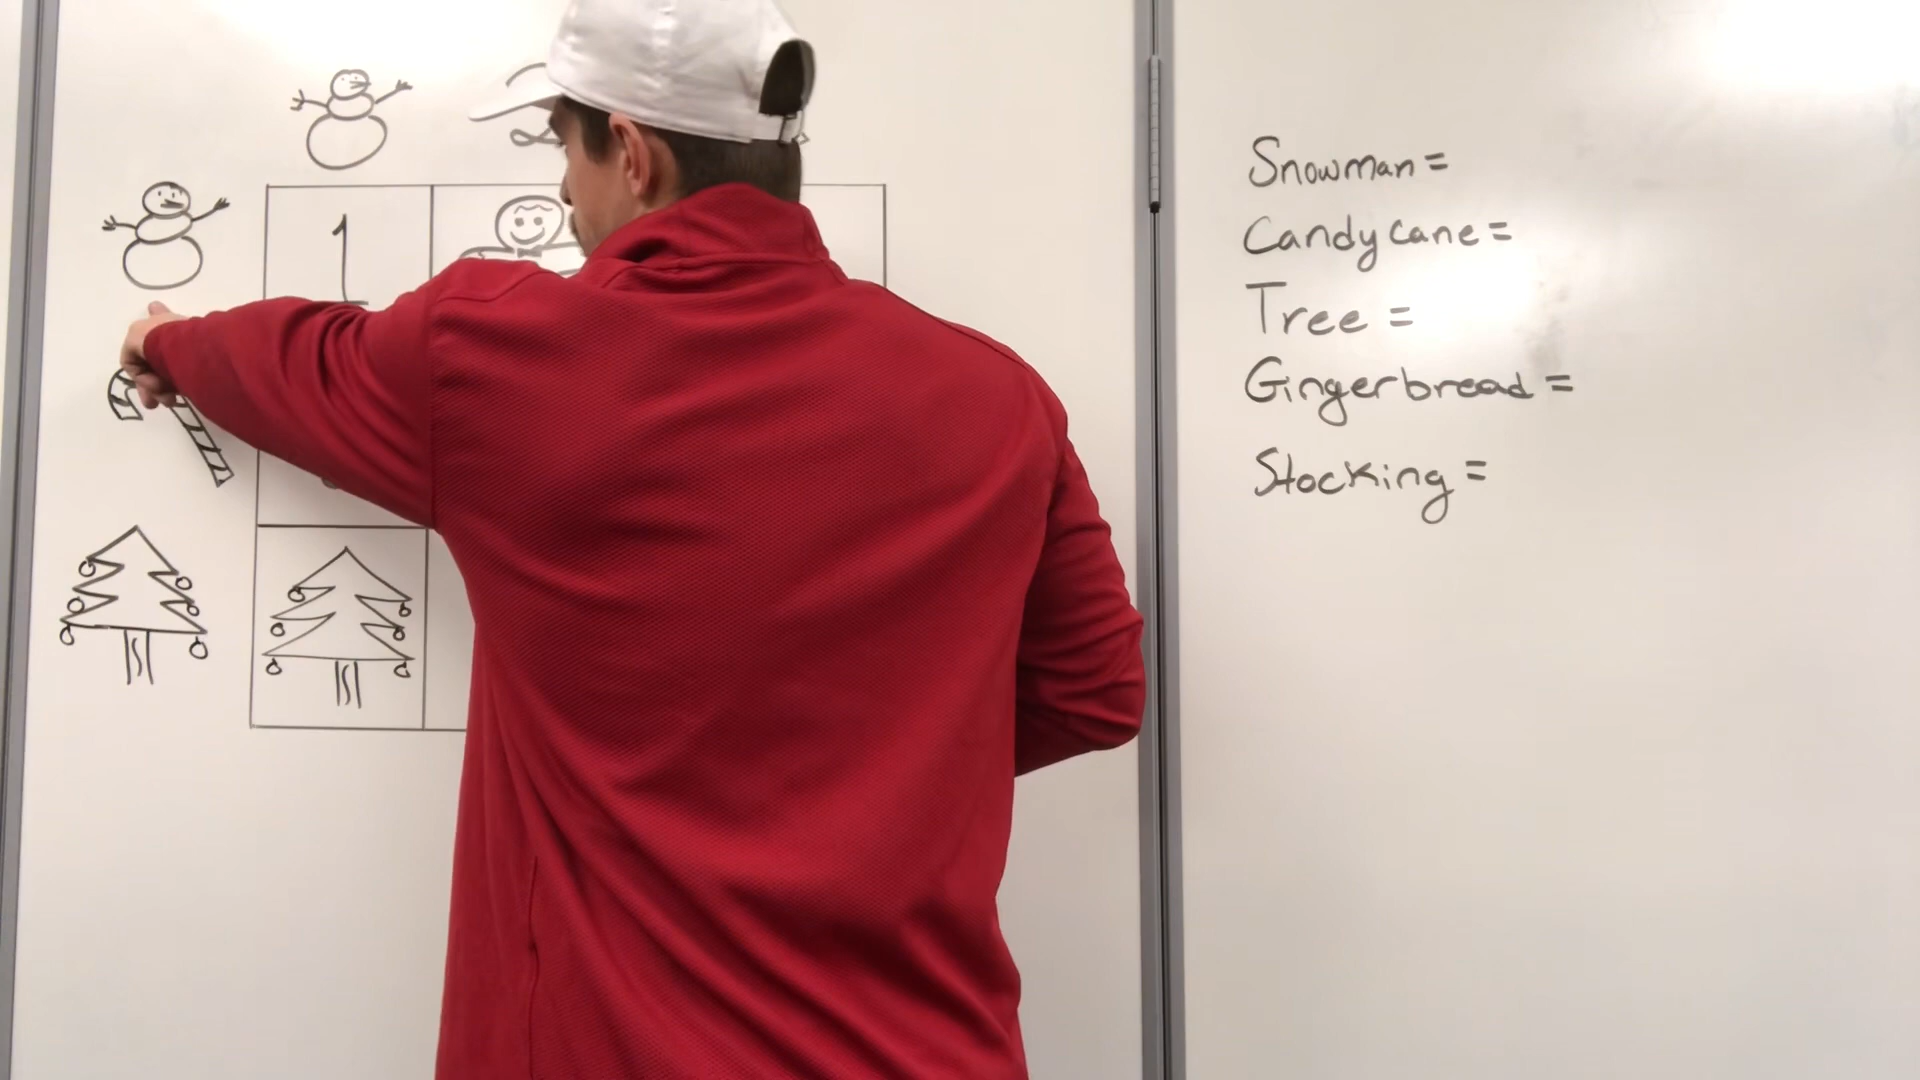 1
Snowman =
Candy cane =
Tree =
Gingerbread =
Stocking =